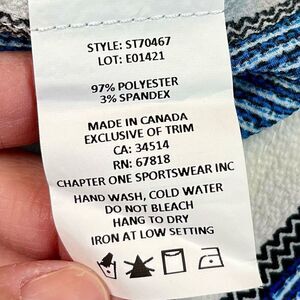 STYLE: ST70467
LOT: E01421
97% POLYESTER
3% SPANDEX
MADE IN CANADA
EXCLUSIVE OF TRIM
CA: 34514
RN: 67818
CHAPTER ONE SPORTSWEAR INC
HAND WASH, COLD WATER
DO NOT BLEACH
HANG TO DRY
IRON AT LOW SETTING